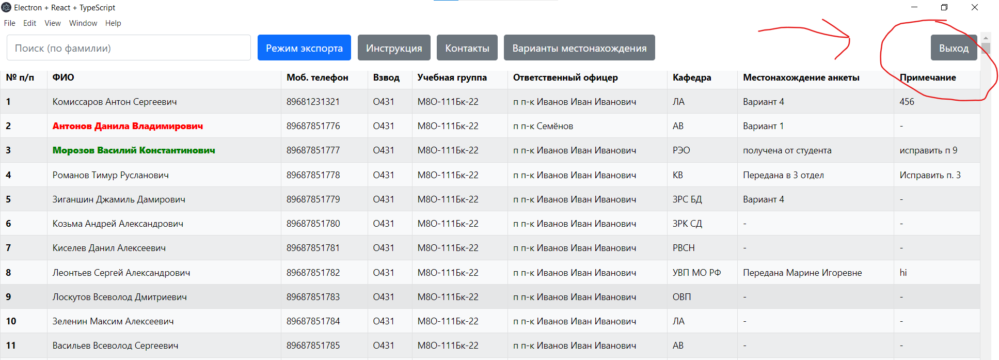 Electron + React + TypeScript
File Edit View Window Help
Поиск (по фамилии) Режим экспорта Инструкция Контакты Варианты местонахождения Выход
№ п/п ФИО Моб. телефон Взвод Учебная группа Ответственный офицер Кафедра Местонахождение анкеты Примечание
1 Комиссаров Антон Сергеевич 89681231321 О431 М8О-111Бк-22 п п-к Иванов Иван Иванович ЛА Вариант 4 456
2 Антонов Данила Владимирович 89687851776 О431 М8О-111Бк-22 п п-к Семёнов АВ Вариант 1 -
3 Морозов Василий Константинович 89687851777 О431 М8О-111Бк-22 п п-к Иванов Иван Иванович РЭО получена от студента исправить п 9
4 Романов Тимур Русланович 89687851778 О431 М8О-111Бк-22 п п-к Иванов Иван Иванович КВ Передана в 3 отдел Исправить п. 3
5 Зиганшин Джамиль Дамирович 89687851779 О431 М8О-111Бк-22 п п-к Иванов Иван Иванович ЗРС БД Вариант 4 -
6 Козьма Андрей Александрович 89687851780 О431 М8О-111Бк-22 п п-к Иванов Иван Иванович ЗРК СД - -
7 Киселев Данил Алексеевич 89687851781 О431 М8О-111Бк-22 п п-к Иванов Иван Иванович РВСН - -
8 Леонтьев Сергей Александрович 89687851782 О431 М8О-111Бк-22 п п-к Иванов Иван Иванович УВП МО РФ Передана Марине Игоревне hi
9 Лоскутов Всеволод Дмитриевич 89687851783 О431 М8О-111Бк-22 п п-к Иванов Иван Иванович ОВП - -
10 Зеленин Максим Алексеевич 89687851784 О431 М8О-111Бк-22 п п-к Иванов Иван Иванович ЛА - -
11 Васильев Всеволод Сергеевич 89687851785 О431 М8О-111Бк-22 п п-к Иванов Иван Иванович АВ - -